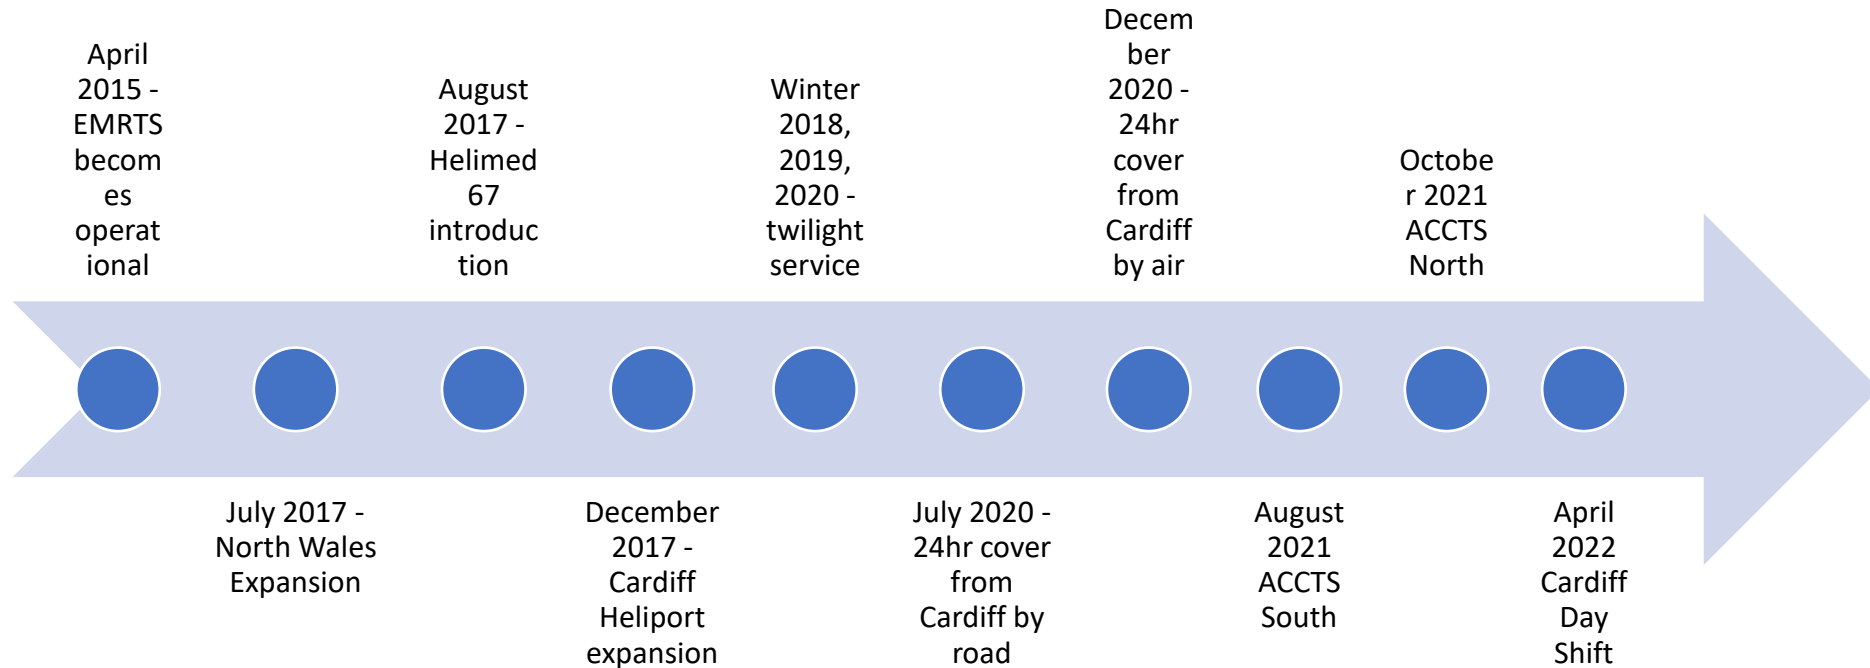 April
2015 -
EMRTS
becom
es
operat
ional
July 2017 -
North Wales
Expansion
August
2017 -
Helimed
67
introduc
tion
December
2017 -
Cardiff
Heliport
expansion
Winter
2018,
2019,
2020 -
twilight
service
July 2020 -
24hr cover
from
Cardiff by
road
Decem
ber
2020 -
24hr
cover
from
Cardiff
by air
August
2021
ACCTS
South
Octobe
r 2021
ACCTS
North
April
2022
Cardiff
Day
Shift